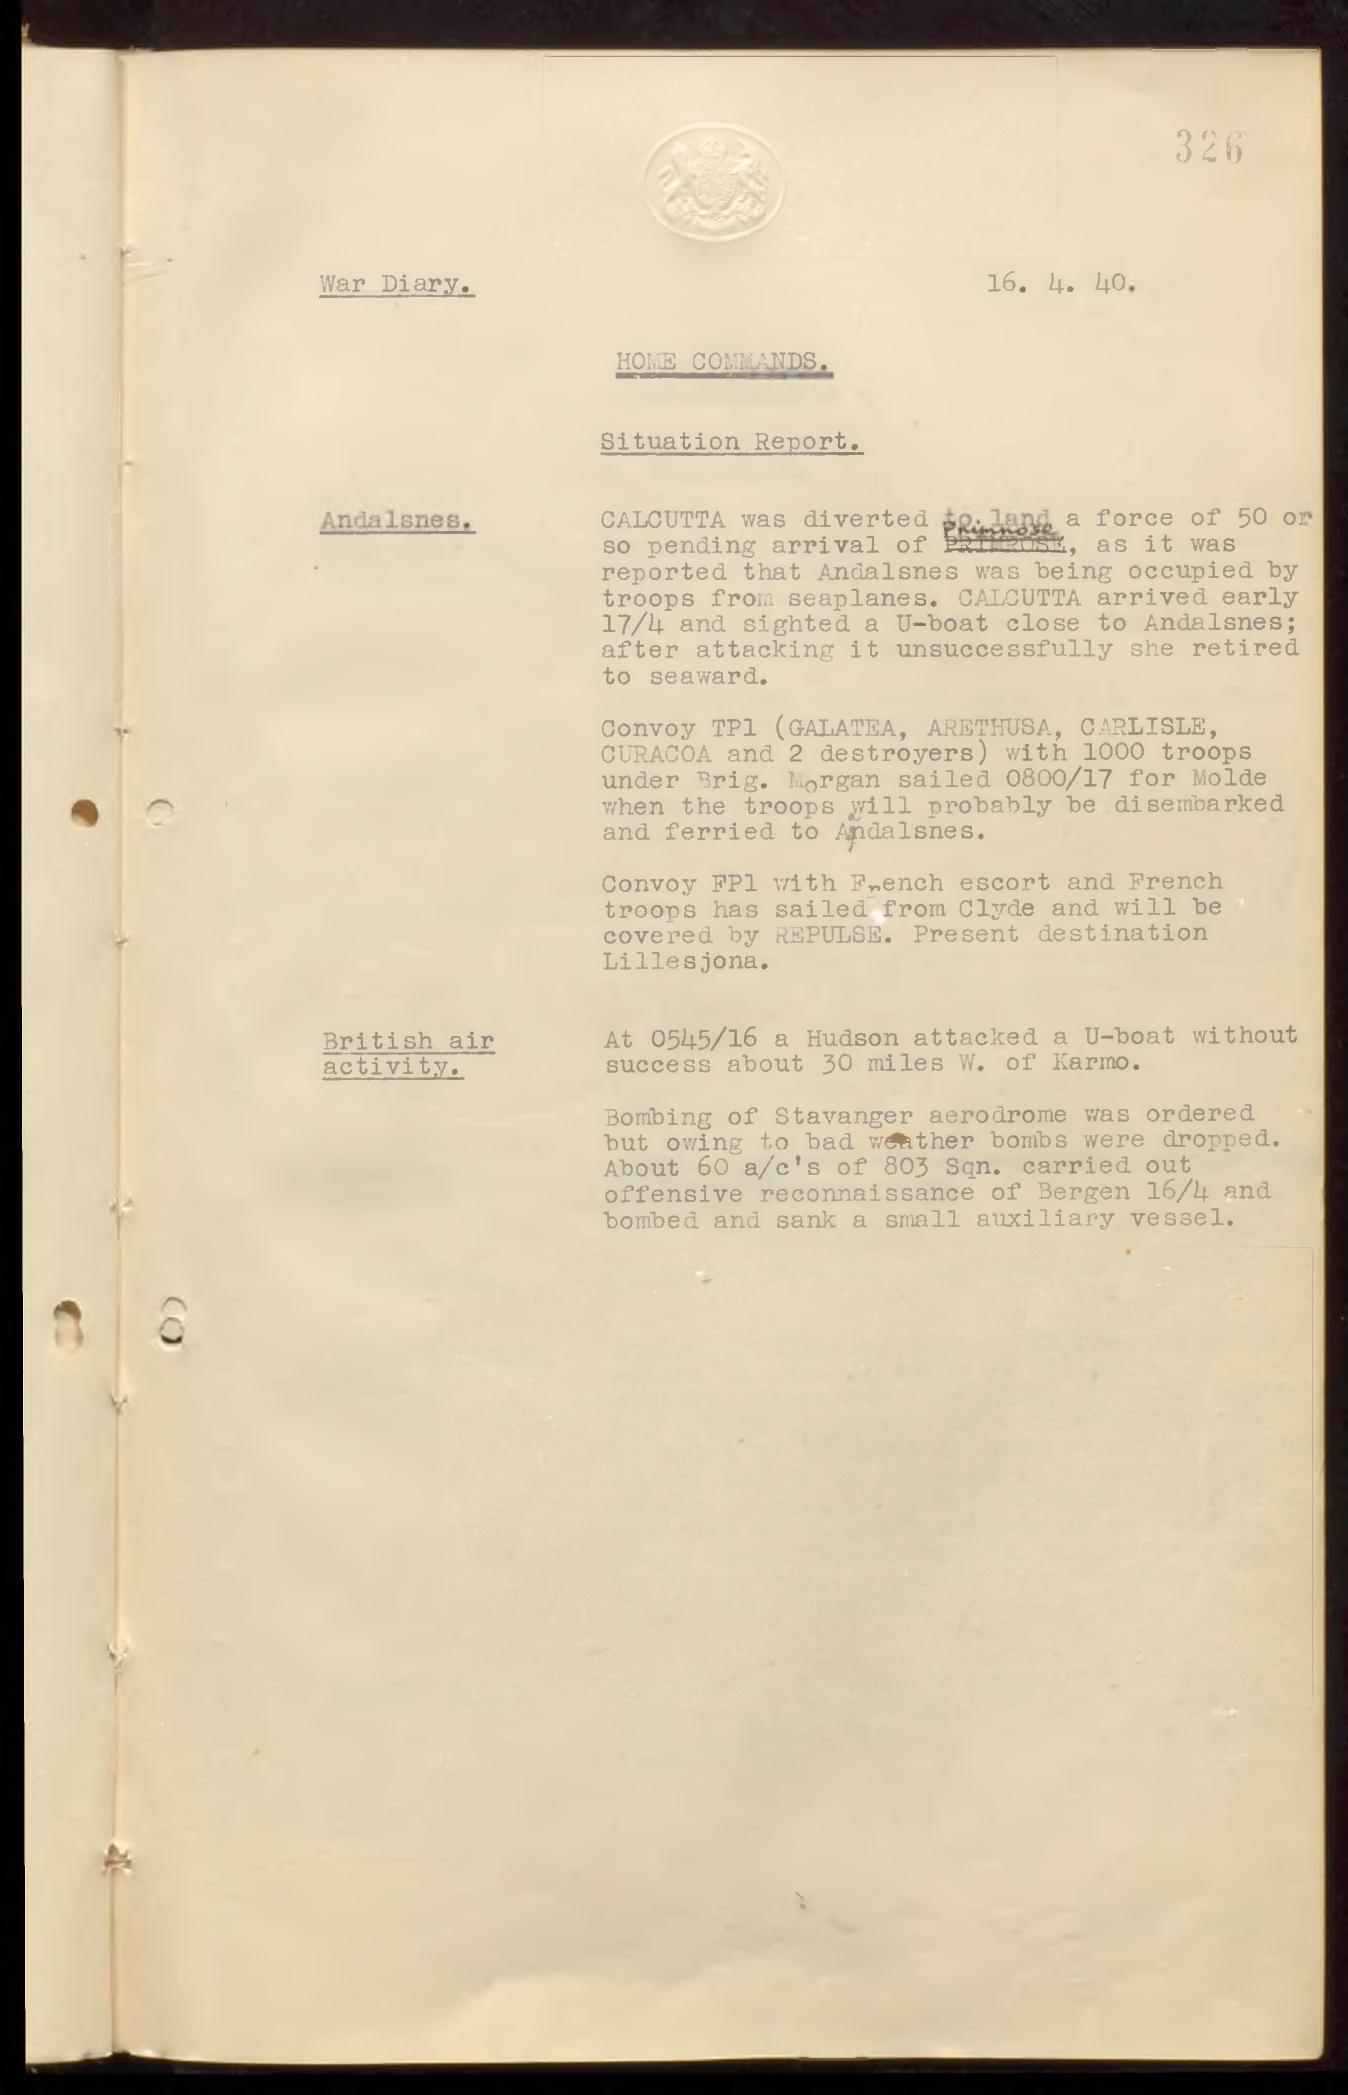 326
War Diary. 16. 4. 40.
HOME COMMANDS.
Situation Report.
Andalsnes. CALCUTTA was diverted to land a force of 50 or
Primrose
so pending arrival of PRIMROSE, as it was
reported that Andalsnes was being occupied by
troops from seaplanes. CALCUTTA arrived early
17/4 and sighted a U-boat close to Andalsnes;
after attacking it unsuccessfully she retired
to seaward.
Convoy TP1 (GALATEA, ARETHUSA, CARLISLE,
CURACOA and 2 destroyers) with 1000 troops
under Brig. Morgan sailed 0800/17 for Molde
when the troops will probably be disembarked
and ferried to Andalsnes.
Convoy FP1 with French escort and French
troops has sailed from Clyde and will be
covered by REPULSE. Present destination
Lillesjona.
British air At 0545/16 a Hudson attacked a U-boat without
activity. success about 30 miles W. of Karmo.
Bombing of Stavanger aerodrome was ordered
but owing to bad weather bombs were dropped.
About 60 a/c's of 803 Sqn. carried out
offensive reconnaissance of Bergen 16/4 and
bombed and sank a small auxiliary vessel.